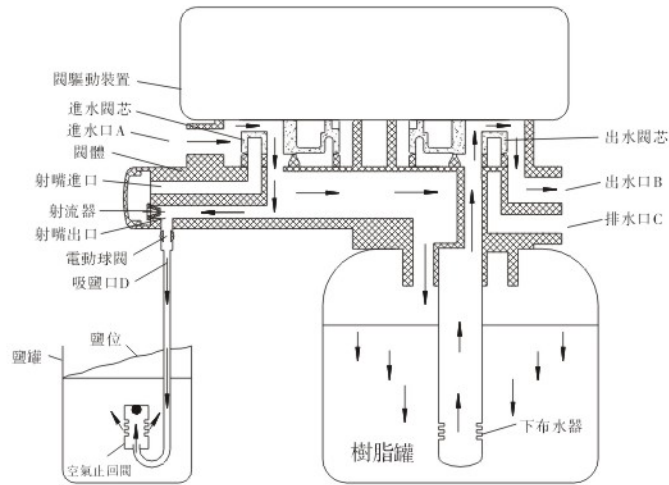 閥驅動裝置
進水閥芯
進水口A
閥體
射嘴進口
射流器
射嘴出口
電動球閥
吸鹽口D
出水閥芯
出水口B
排水口C
鹽罐
鹽位
空氣止回閥
樹脂罐
下布水器